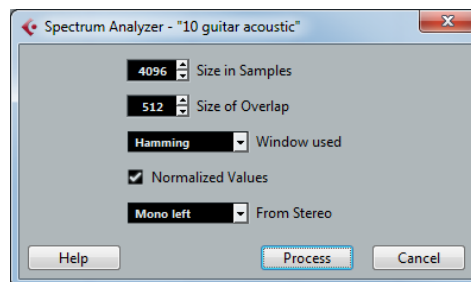 Spectrum Analyzer - "10 guitar acoustic"
4096 Size in Samples
512 Size of Overlap
Hamming Window used
Normalized Values
Mono left From Stereo
Help Process Cancel